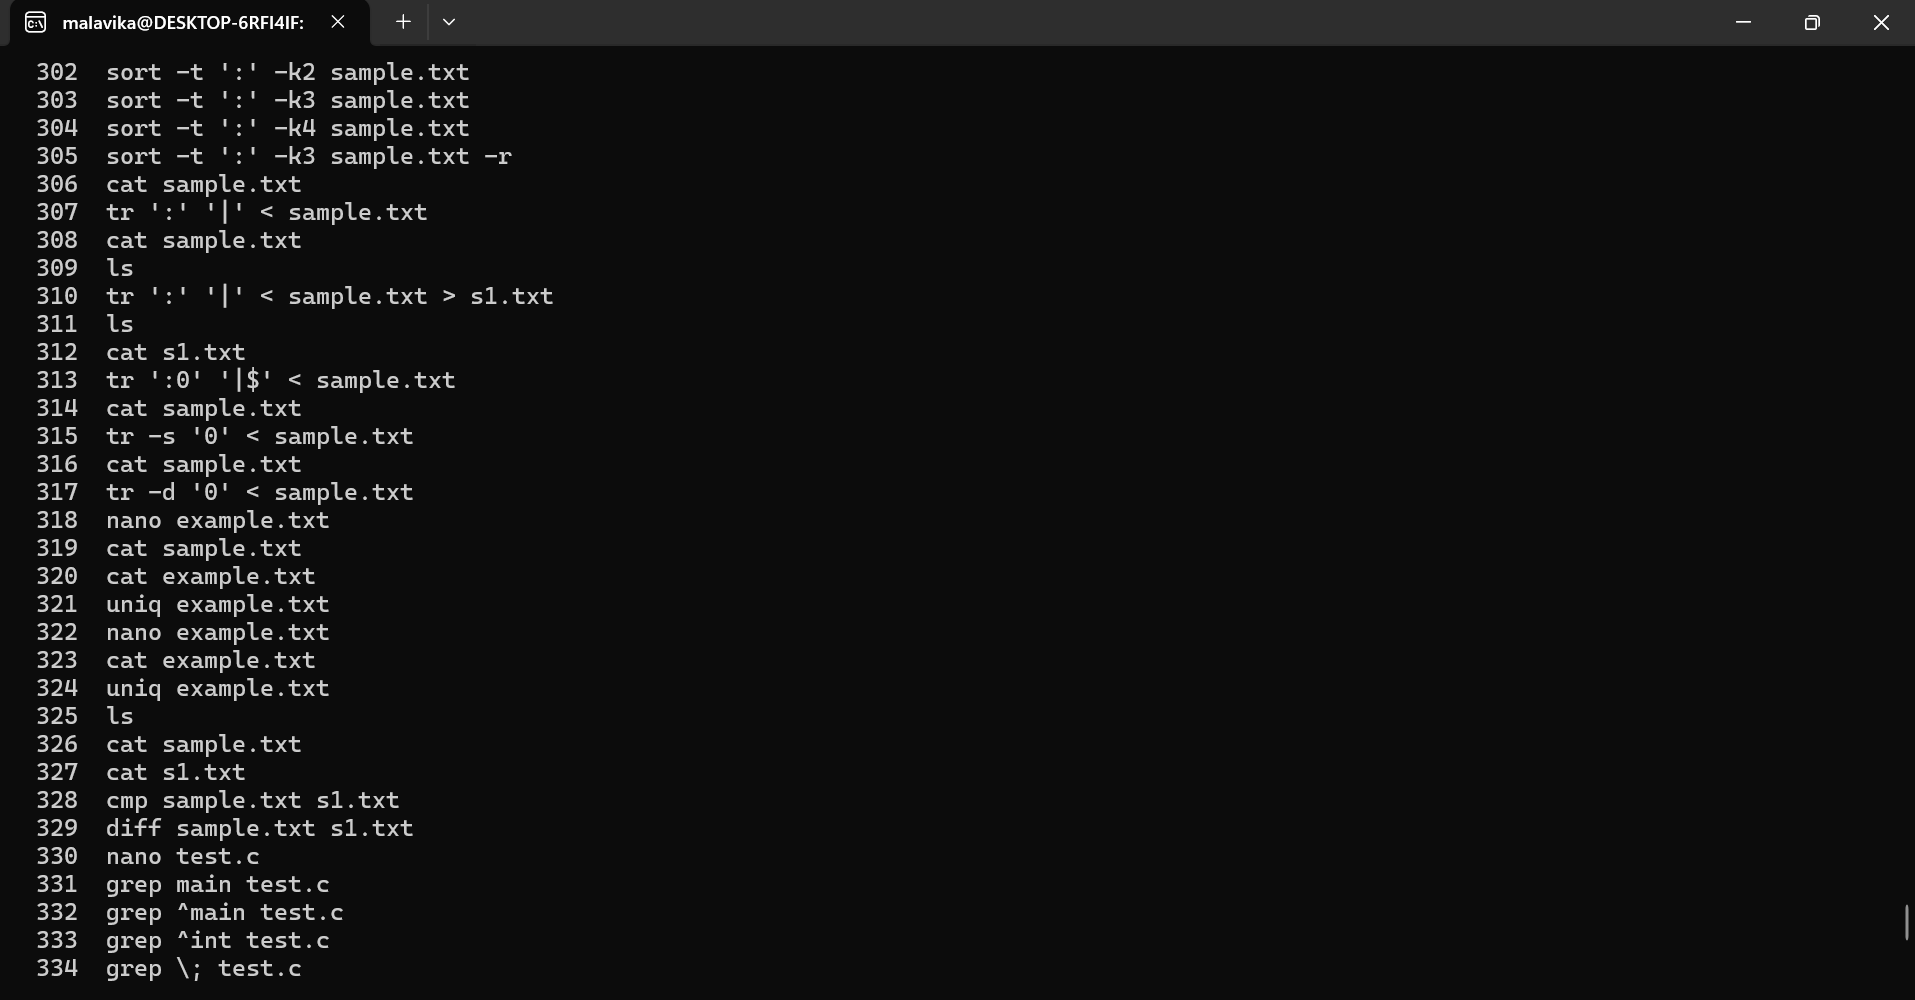 malavika@DESKTOP-6RFI4IF:
302 sort -t ':' -k2 sample.txt
303 sort -t ':' -k3 sample.txt
304 sort -t ':' -k4 sample.txt
305 sort -t ':' -k3 sample.txt -r
306 cat sample.txt
307 tr ':' '|' < sample.txt
308 cat sample.txt
309 ls
310 tr ':' '|' < sample.txt > s1.txt
311 ls
312 cat s1.txt
313 tr ':0' '|$' < sample.txt
314 cat sample.txt
315 tr -s '0' < sample.txt
316 cat sample.txt
317 tr -d '0' < sample.txt
318 nano example.txt
319 cat sample.txt
320 cat example.txt
321 uniq example.txt
322 nano example.txt
323 cat example.txt
324 uniq example.txt
325 ls
326 cat sample.txt
327 cat s1.txt
328 cmp sample.txt s1.txt
329 diff sample.txt s1.txt
330 nano test.c
331 grep main test.c
332 grep ^main test.c
333 grep ^int test.c
334 grep \; test.c